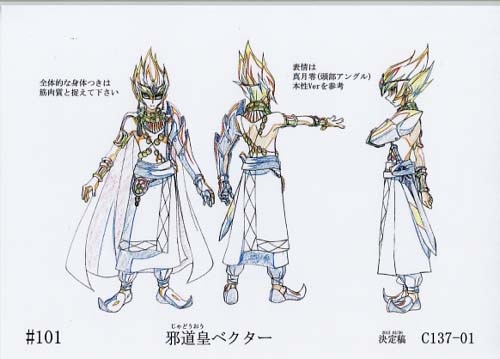 全体的な身体つきは
筋肉質と捉えて下さい
表情は
真月零(頭部アングル)
本性Verを参考
#101
じゃどうおう
邪道皇ベクター
決定稿
C137-01